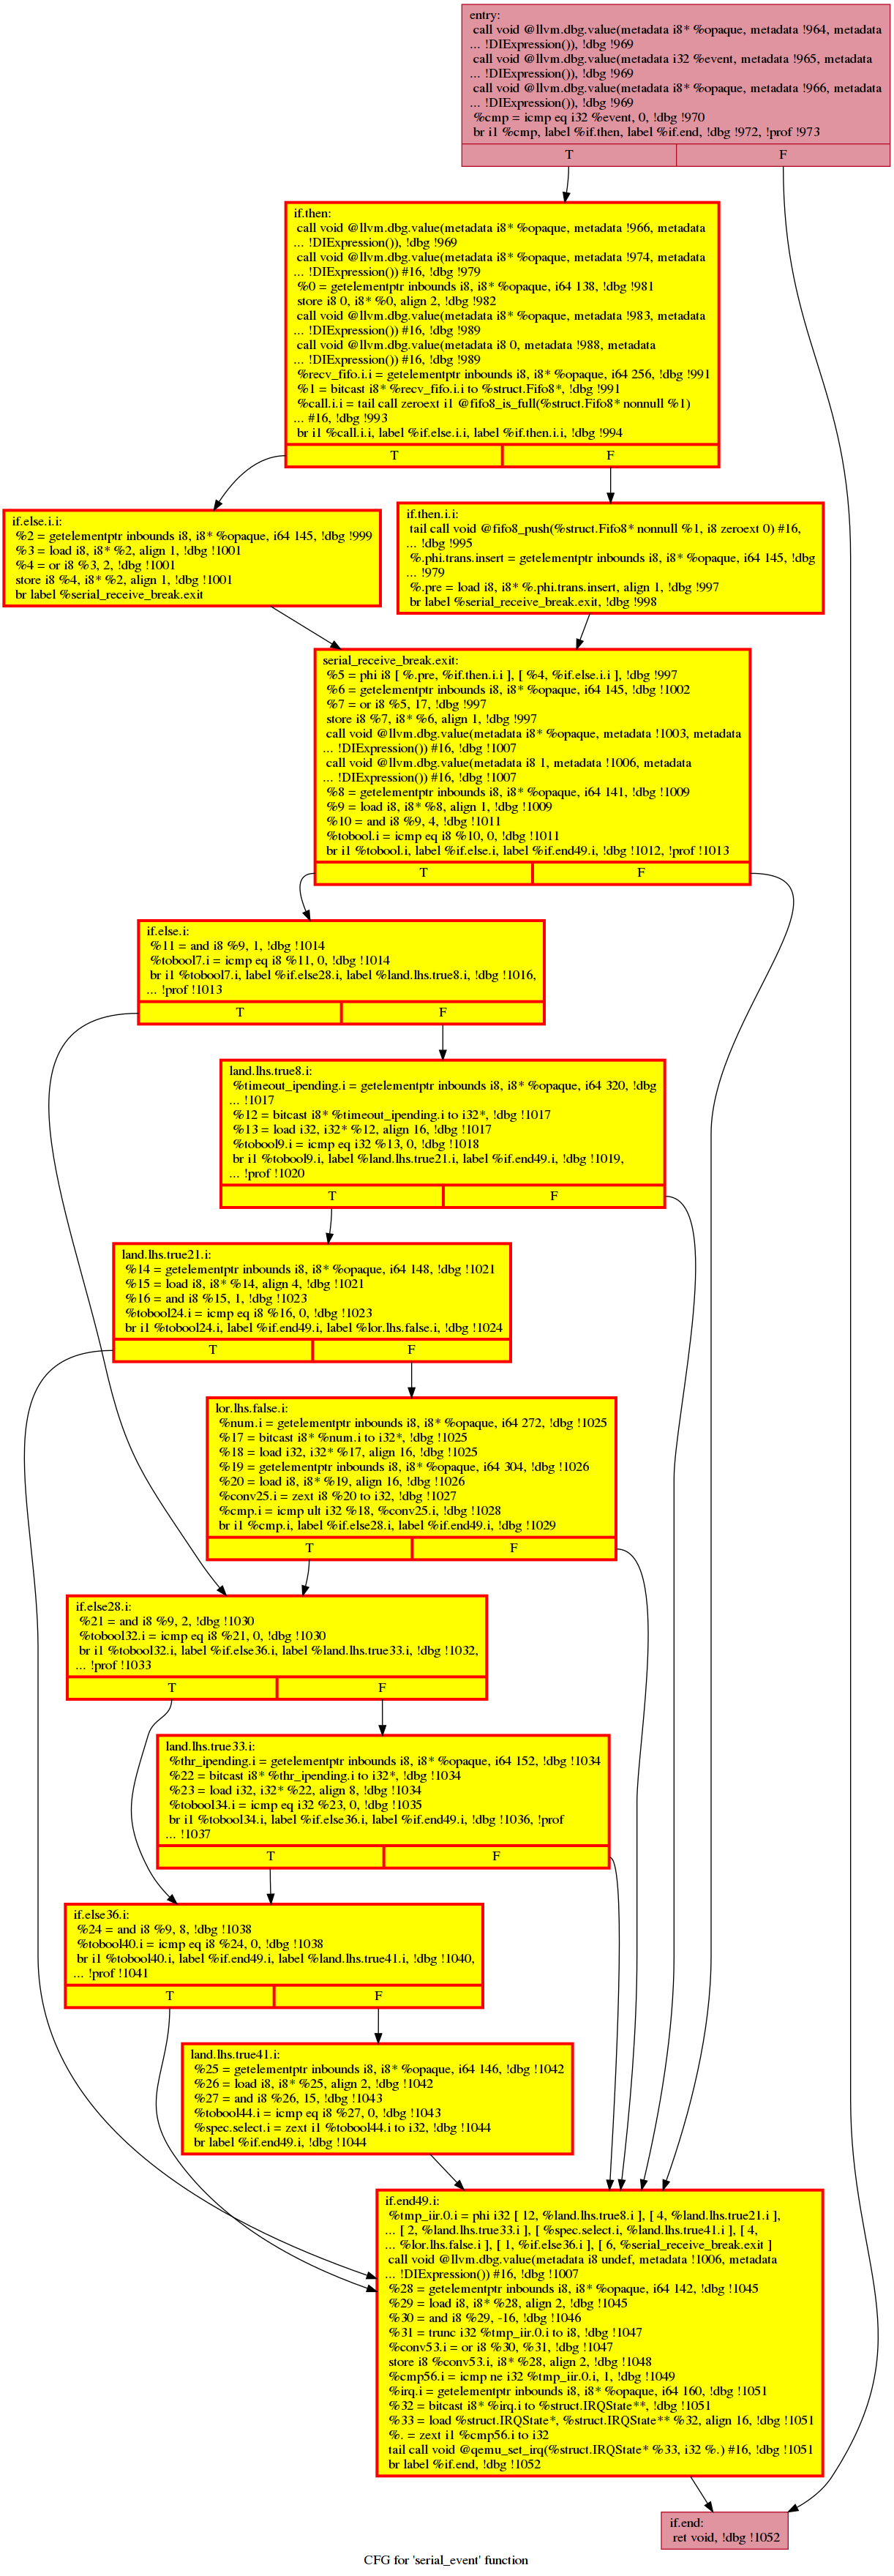 entry:
call void @llvm.dbg.value(metadata i8* %opaque, metadata !964, metadata
... !DIExpression()), !dbg !969
call void @llvm.dbg.value(metadata i32 %event, metadata !965, metadata
... !DIExpression()), !dbg !969
call void @llvm.dbg.value(metadata i8* %opaque, metadata !966, metadata
... !DIExpression()), !dbg !969
%cmp = icmp eq i32 %event, 0, !dbg !970
br i1 %cmp, label %if.then, label %if.end, !dbg !972, !prof !973
T F
if.then:
call void @llvm.dbg.value(metadata i8* %opaque, metadata !966, metadata
... !DIExpression()), !dbg !969
call void @llvm.dbg.value(metadata i8* %opaque, metadata !974, metadata
... !DIExpression()) #16, !dbg !979
%0 = getelementptr inbounds i8, i8* %opaque, i64 138, !dbg !981
store i8 0, i8* %0, align 2, !dbg !982
call void @llvm.dbg.value(metadata i8* %opaque, metadata !983, metadata
... !DIExpression()) #16, !dbg !989
call void @llvm.dbg.value(metadata i8 0, metadata !988, metadata
... !DIExpression()) #16, !dbg !989
%recv_fifo.i.i = getelementptr inbounds i8, i8* %opaque, i64 256, !dbg !991
%1 = bitcast i8* %recv_fifo.i.i to %struct.Fifo8*, !dbg !991
%call.i.i = tail call zeroext i1 @fifo8_is_full(%struct.Fifo8* nonnull %1)
... #16, !dbg !993
br i1 %call.i.i, label %if.else.i.i, label %if.then.i.i, !dbg !994
T F
if.else.i.i:
%2 = getelementptr inbounds i8, i8* %opaque, i64 145, !dbg !999
%3 = load i8, i8* %2, align 1, !dbg !1001
%4 = or i8 %3, 2, !dbg !1001
store i8 %4, i8* %2, align 1, !dbg !1001
br label %serial_receive_break.exit
if.then.i.i:
tail call void @fifo8_push(%struct.Fifo8* nonnull %1, i8 zeroext 0) #16,
... !dbg !995
%.phi.trans.insert = getelementptr inbounds i8, i8* %opaque, i64 145, !dbg
... !979
%.pre = load i8, i8* %.phi.trans.insert, align 1, !dbg !997
br label %serial_receive_break.exit, !dbg !998
serial_receive_break.exit:
%5 = phi i8 [ %.pre, %if.then.i.i ], [ %4, %if.else.i.i ], !dbg !997
%6 = getelementptr inbounds i8, i8* %opaque, i64 145, !dbg !1002
%7 = or i8 %5, 17, !dbg !997
store i8 %7, i8* %6, align 1, !dbg !997
call void @llvm.dbg.value(metadata i8* %opaque, metadata !1003, metadata
... !DIExpression()) #16, !dbg !1007
call void @llvm.dbg.value(metadata i8 1, metadata !1006, metadata
... !DIExpression()) #16, !dbg !1007
%8 = getelementptr inbounds i8, i8* %opaque, i64 141, !dbg !1009
%9 = load i8, i8* %8, align 1, !dbg !1009
%10 = and i8 %9, 4, !dbg !1011
%tobool.i = icmp eq i8 %10, 0, !dbg !1011
br i1 %tobool.i, label %if.else.i, label %if.end49.i, !dbg !1012, !prof !1013
T F
if.else.i:
%11 = and i8 %9, 1, !dbg !1014
%tobool7.i = icmp eq i8 %11, 0, !dbg !1014
br i1 %tobool7.i, label %if.else28.i, label %land.lhs.true8.i, !dbg !1016,
... !prof !1013
T F
land.lhs.true8.i:
%timeout_ipending.i = getelementptr inbounds i8, i8* %opaque, i64 320, !dbg
... !1017
%12 = bitcast i8* %timeout_ipending.i to i32*, !dbg !1017
%13 = load i32, i32* %12, align 16, !dbg !1017
%tobool9.i = icmp eq i32 %13, 0, !dbg !1018
br i1 %tobool9.i, label %land.lhs.true21.i, label %if.end49.i, !dbg !1019,
... !prof !1020
T F
land.lhs.true21.i:
%14 = getelementptr inbounds i8, i8* %opaque, i64 148, !dbg !1021
%15 = load i8, i8* %14, align 4, !dbg !1021
%16 = and i8 %15, 1, !dbg !1023
%tobool24.i = icmp eq i8 %16, 0, !dbg !1023
br i1 %tobool24.i, label %if.end49.i, label %lor.lhs.false.i, !dbg !1024
T F
lor.lhs.false.i:
%num.i = getelementptr inbounds i8, i8* %opaque, i64 272, !dbg !1025
%17 = bitcast i8* %num.i to i32*, !dbg !1025
%18 = load i32, i32* %17, align 16, !dbg !1025
%19 = getelementptr inbounds i8, i8* %opaque, i64 304, !dbg !1026
%20 = load i8, i8* %19, align 16, !dbg !1026
%conv25.i = zext i8 %20 to i32, !dbg !1027
%cmp.i = icmp ult i32 %18, %conv25.i, !dbg !1028
br i1 %cmp.i, label %if.else28.i, label %if.end49.i, !dbg !1029
T F
if.else28.i:
%21 = and i8 %9, 2, !dbg !1030
%tobool32.i = icmp eq i8 %21, 0, !dbg !1030
br i1 %tobool32.i, label %if.else36.i, label %land.lhs.true33.i, !dbg !1032,
... !prof !1033
T F
land.lhs.true33.i:
%thr_ipending.i = getelementptr inbounds i8, i8* %opaque, i64 152, !dbg !1034
%22 = bitcast i8* %thr_ipending.i to i32*, !dbg !1034
%23 = load i32, i32* %22, align 8, !dbg !1034
%tobool34.i = icmp eq i32 %23, 0, !dbg !1035
br i1 %tobool34.i, label %if.else36.i, label %if.end49.i, !dbg !1036, !prof
... !1037
T F
if.else36.i:
%24 = and i8 %9, 8, !dbg !1038
%tobool40.i = icmp eq i8 %24, 0, !dbg !1038
br i1 %tobool40.i, label %if.end49.i, label %land.lhs.true41.i, !dbg !1040,
... !prof !1041
T F
land.lhs.true41.i:
%25 = getelementptr inbounds i8, i8* %opaque, i64 146, !dbg !1042
%26 = load i8, i8* %25, align 2, !dbg !1042
%27 = and i8 %26, 15, !dbg !1043
%tobool44.i = icmp eq i8 %27, 0, !dbg !1043
%spec.select.i = zext i1 %tobool44.i to i32, !dbg !1044
br label %if.end49.i, !dbg !1044
if.end49.i:
%tmp_iir.0.i = phi i32 [ 12, %land.lhs.true8.i ], [ 4, %land.lhs.true21.i ],
... [ 2, %land.lhs.true33.i ], [ %spec.select.i, %land.lhs.true41.i ], [ 4,
... %lor.lhs.false.i ], [ 1, %if.else36.i ], [ 6, %serial_receive_break.exit ]
call void @llvm.dbg.value(metadata i8 undef, metadata !1006, metadata
... !DIExpression()) #16, !dbg !1007
%28 = getelementptr inbounds i8, i8* %opaque, i64 142, !dbg !1045
%29 = load i8, i8* %28, align 2, !dbg !1045
%30 = and i8 %29, -16, !dbg !1046
%31 = trunc i32 %tmp_iir.0.i to i8, !dbg !1047
%conv53.i = or i8 %30, %31, !dbg !1047
store i8 %conv53.i, i8* %28, align 2, !dbg !1048
%cmp56.i = icmp ne i32 %tmp_iir.0.i, 1, !dbg !1049
%irq.i = getelementptr inbounds i8, i8* %opaque, i64 160, !dbg !1051
%32 = bitcast i8* %irq.i to %struct.IRQState**, !dbg !1051
%33 = load %struct.IRQState*, %struct.IRQState** %32, align 16, !dbg !1051
%. = zext i1 %cmp56.i to i32
tail call void @qemu_set_irq(%struct.IRQState* %33, i32 %.) #16, !dbg !1051
br label %if.end, !dbg !1052
if.end:
ret void, !dbg !1052
CFG for 'serial_event' function